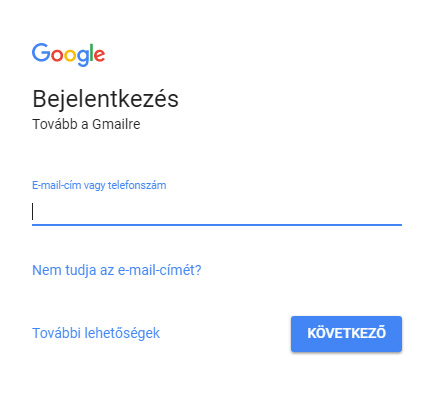 Google
Bejelentkezés
Tovább a Gmailre
E-mail-cím vagy telefonszám
Nem tudja az e-mail-címét?
További lehetőségek
KÖVETKEZŐ